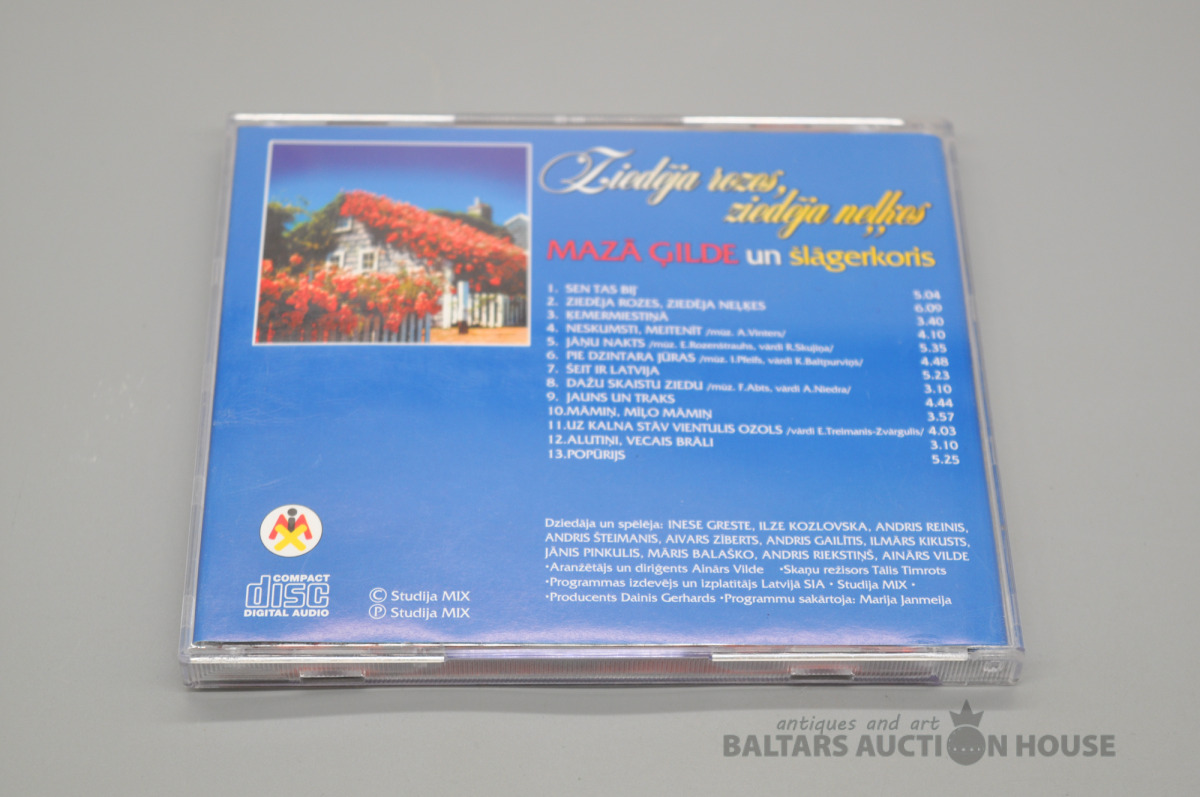 Ziedēja rozes,
ziedēja neļķes
MAZĀ ĢILDE un šlāgerkoris
1. SEN TAS BIJ' 5.04
2. ZIEDĒJA ROZES, ZIEDĒJA NEĻĶES 6.09
3. ĶEMERMIESTIŅĀ 3.40
4. NESKUMSTI, MEITENĪT /mūz. A.Vinters/ 4.10
5. JĀŅU NAKTS /mūz. E.Rozenštrauhs, vārdi R.Skujiņa/ 5.35
6. PIE DZINTARA JŪRAS /mūz. I.Pfeifs, vārdi K.Baltpurviņš/ 4.48
7. ŠEIT IR LATVIJA 5.23
8. DAŽU SKAISTU ZIEDU /mūz. F.Abts, vārdi A.Niedra/ 3.10
9. JAUNS UN TRAKS 4.44
10.MĀMIŅ, MĪĻO MĀMIŅ 3.57
11.UZ KALNA STĀV VIENTULIS OZOLS /vārdi E.Treimanis-Zvārgulis/ 4.03
12.ALUTIŅI, VECAIS BRĀLI 3.10
13.POPŪRIJS 5.25
Dziedāja un spēlēja: INESE GRESTE, ILZE KOZLOVSKA, ANDRIS REINIS,
ANDRIS ŠTEIMANIS, AIVARS ZĪBERTS, ANDRIS GAILĪTIS, ILMĀRS KIKUSTS,
JĀNIS PINKULIS, MĀRIS BALAŠKO, ANDRIS RIEKSTIŅŠ, AINĀRS VILDE
•Aranžētājs un diriģents Ainārs Vilde •Skaņu režisors Tālis Timrots
•Programmas izdevējs un izplatītājs Latvijā SIA • Studija MIX •
•Producents Dainis Gerhards •Programmu sakārtoja: Marija Janmeija
MiX
COMPACT
disc
DIGITAL AUDIO
© Studija MIX
℗ Studija MIX
antiques and art
BALTARS AUCTION HOUSE